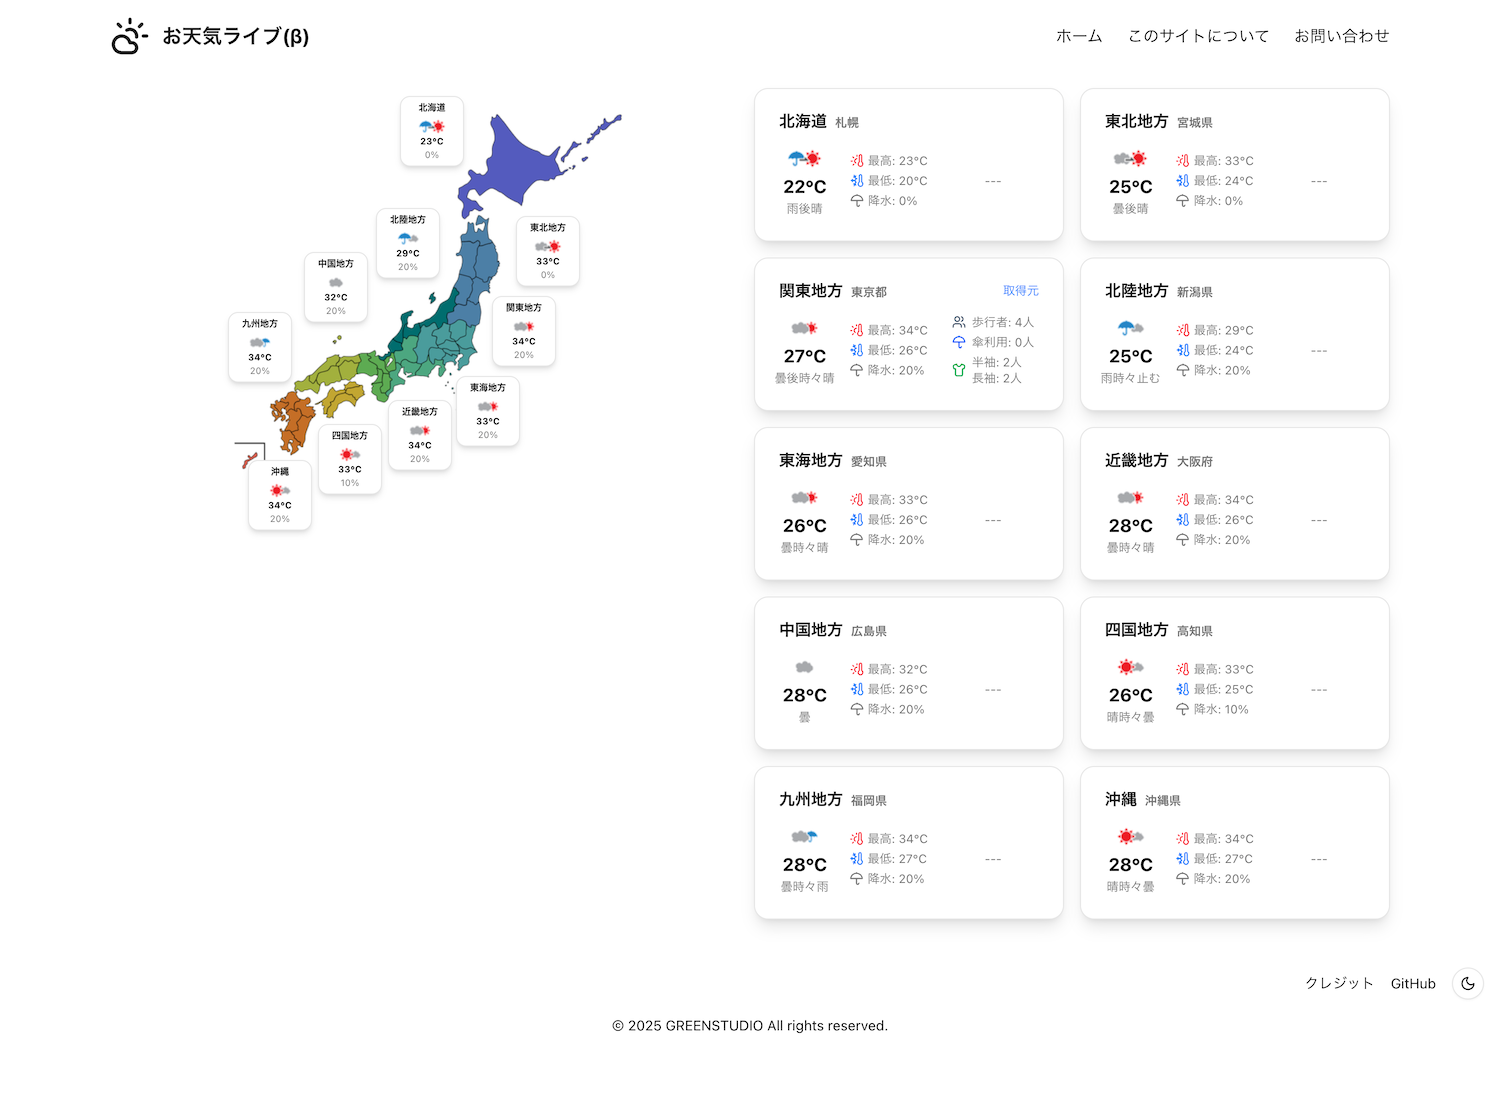 お天気ライブ(β)
ホーム このサイトについて お問い合わせ
北海道
23°C
0%
北陸地方
29°C
20%
東北地方
33°C
0%
中国地方
32°C
20%
関東地方
34°C
20%
九州地方
34°C
20%
東海地方
33°C
20%
近畿地方
34°C
20%
四国地方
33°C
10%
沖縄
34°C
20%
北海道 札幌
22°C
雨後晴
最高: 23°C
最低: 20°C
降水: 0%
---
東北地方 宮城県
25°C
曇後晴
最高: 33°C
最低: 24°C
降水: 0%
---
関東地方 東京都 取得元
27°C
曇後時々晴
最高: 34°C
最低: 26°C
降水: 20%
歩行者: 4人
傘利用: 0人
半袖: 2人
長袖: 2人
北陸地方 新潟県
25°C
雨時々止む
最高: 29°C
最低: 24°C
降水: 20%
---
東海地方 愛知県
26°C
曇時々晴
最高: 33°C
最低: 26°C
降水: 20%
---
近畿地方 大阪府
28°C
曇時々晴
最高: 34°C
最低: 26°C
降水: 20%
---
中国地方 広島県
28°C
曇
最高: 32°C
最低: 26°C
降水: 20%
---
四国地方 高知県
26°C
晴時々曇
最高: 33°C
最低: 25°C
降水: 10%
---
九州地方 福岡県
28°C
曇時々雨
最高: 34°C
最低: 27°C
降水: 20%
---
沖縄 沖縄県
28°C
晴時々曇
最高: 34°C
最低: 27°C
降水: 20%
---
クレジット GitHub
© 2025 GREENSTUDIO All rights reserved.